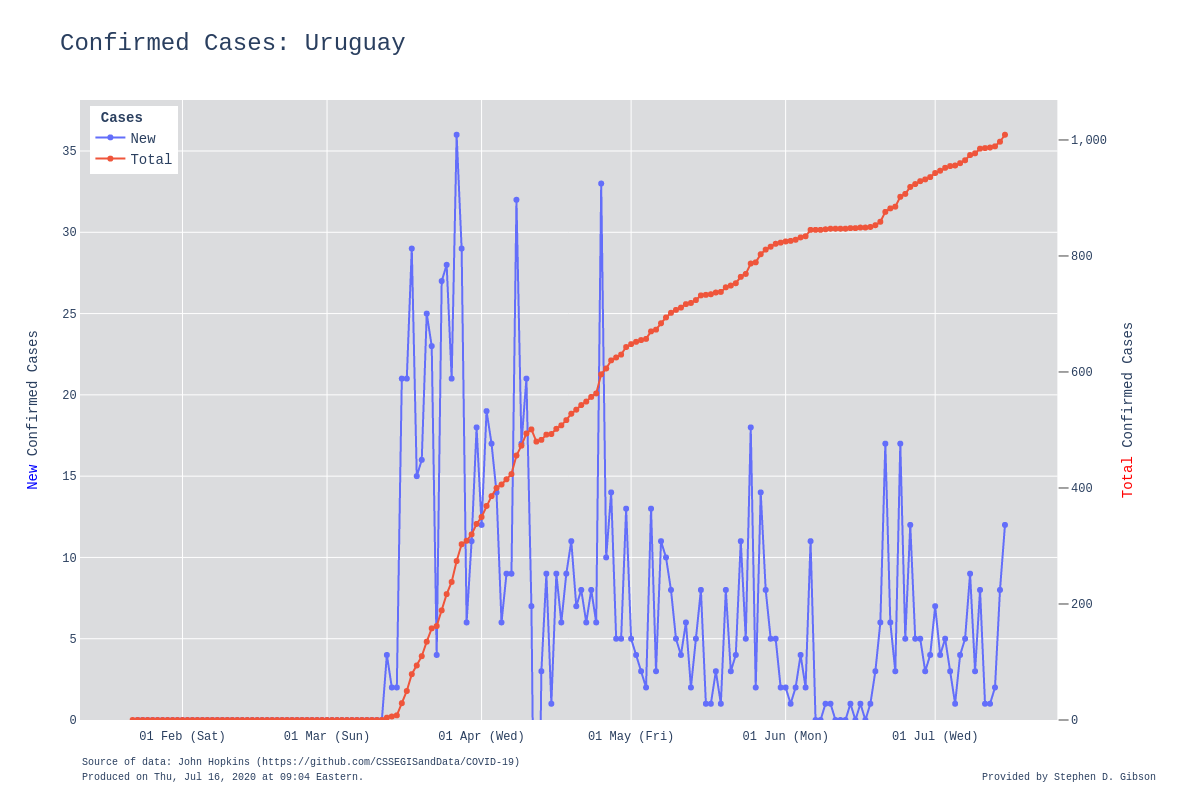 Confirmed Cases: Uruguay
Cases
New
Total
35
30
25
20
15
10
5
0
1,000
800
600
400
200
0
New Confirmed Cases
Total Confirmed Cases
01 Feb (Sat)
01 Mar (Sun)
01 Apr (Wed)
01 May (Fri)
01 Jun (Mon)
01 Jul (Wed)
Source of data: John Hopkins (https://github.com/CSSEGISandData/COVID-19)
Produced on Thu, Jul 16, 2020 at 09:04 Eastern.
Provided by Stephen D. Gibson